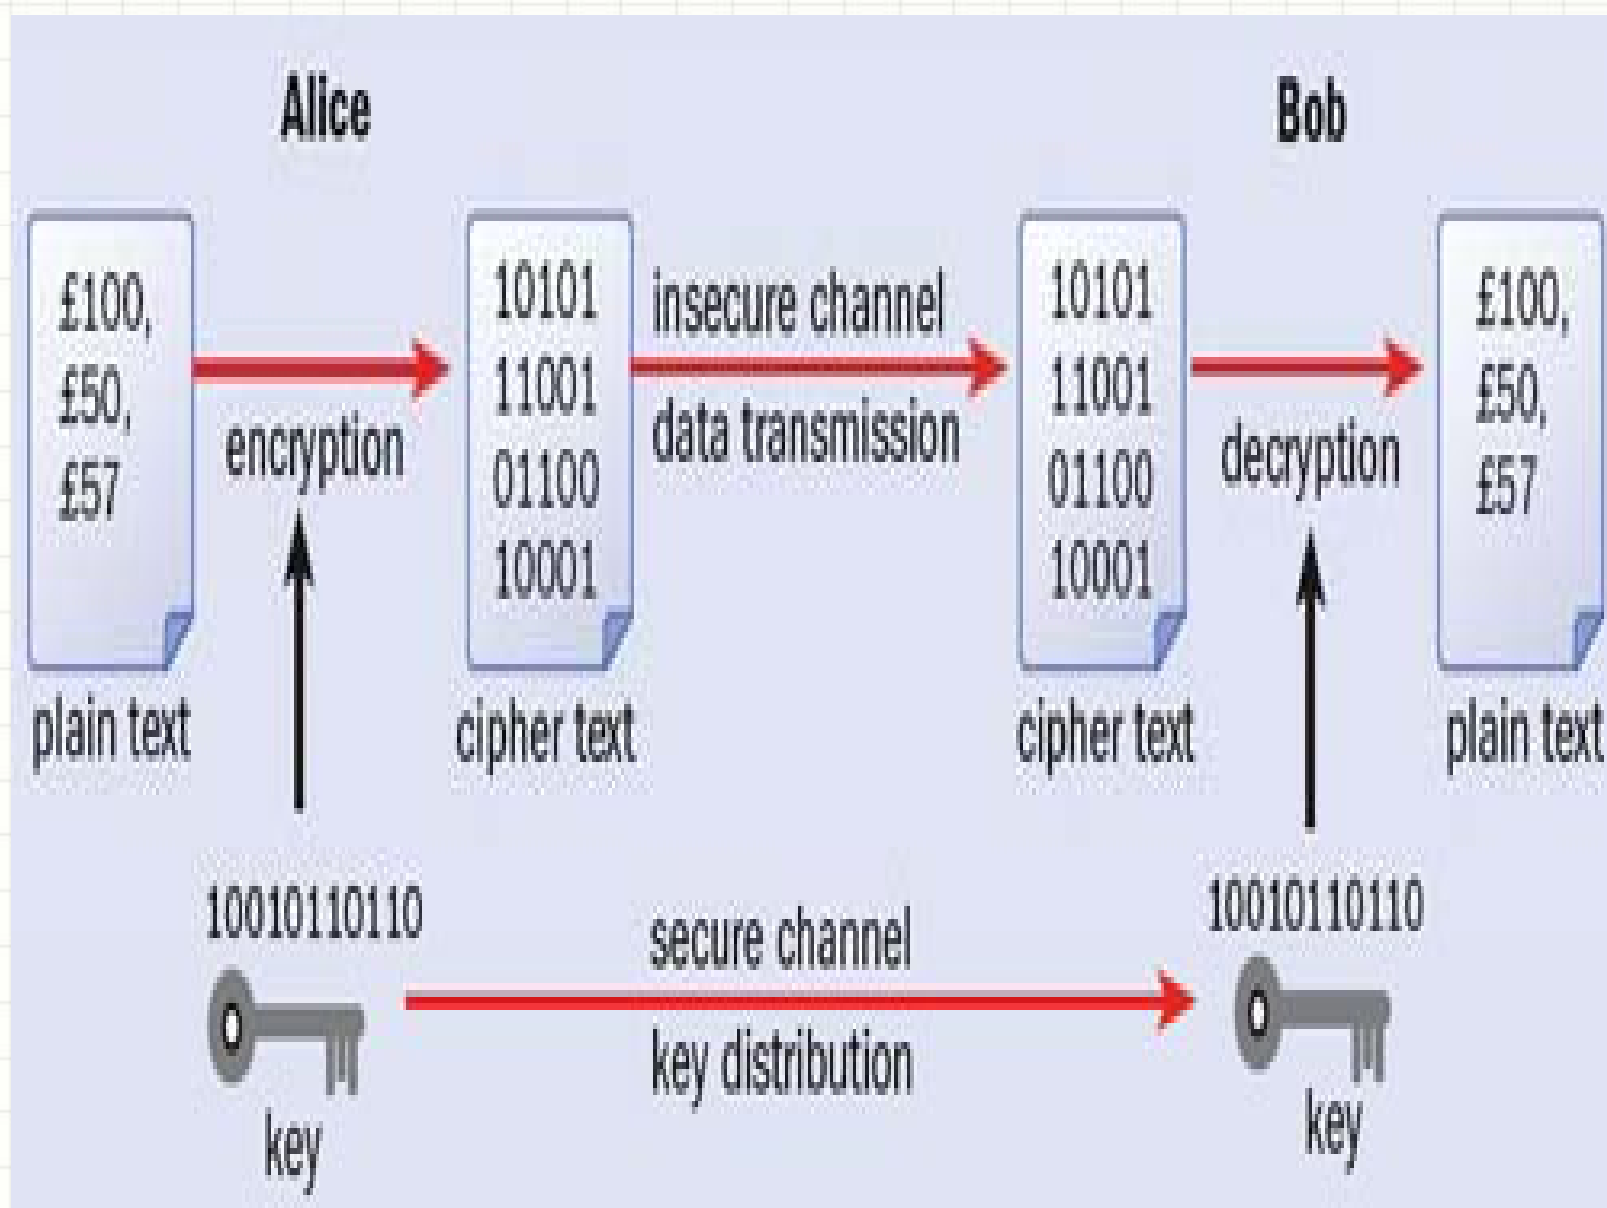 Alice
Bob
£100,
£50,
£57
plain text
encryption
10101
11001
01100
10001
cipher text
insecure channel
data transmission
10101
11001
01100
10001
cipher text
decryption
£100,
£50,
£57
plain text
10010110110
key
secure channel
key distribution
10010110110
key